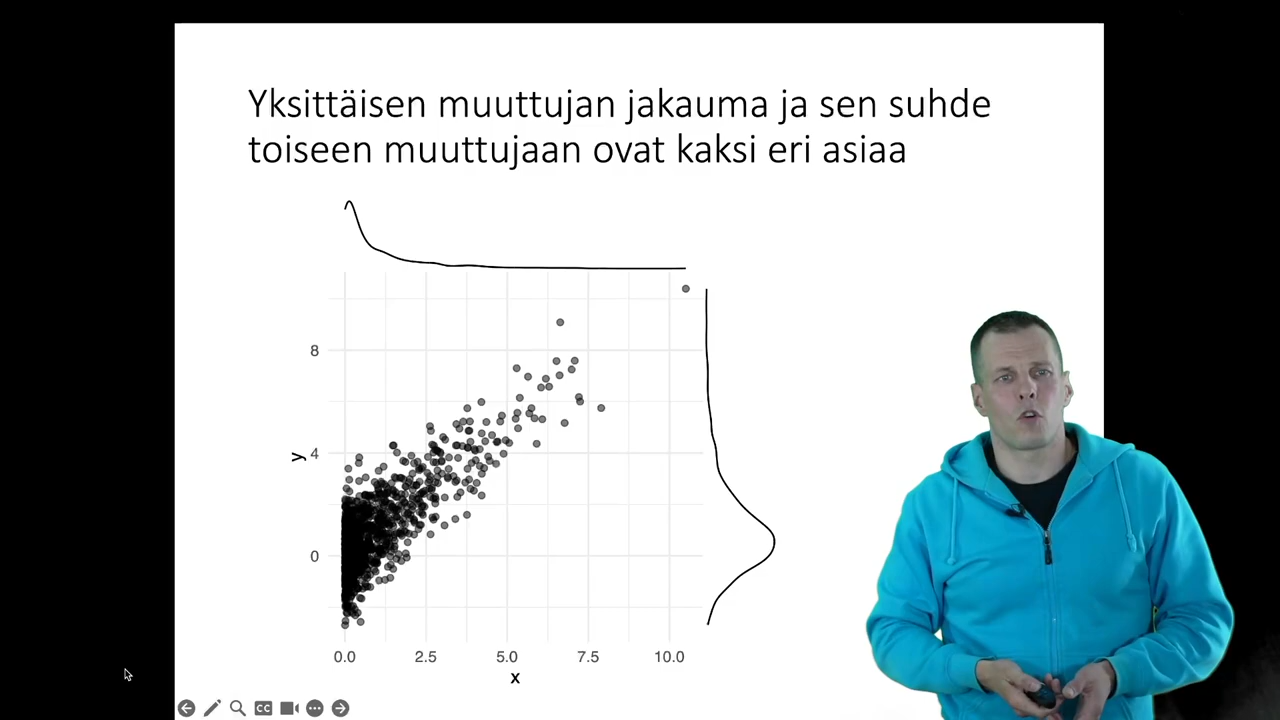 Yksittäisen muuttujan jakauma ja sen suhde
toiseen muuttujaan ovat kaksi eri asiaa
8
4
0
y
0.0 2.5 5.0 7.5 10.0
x
CC